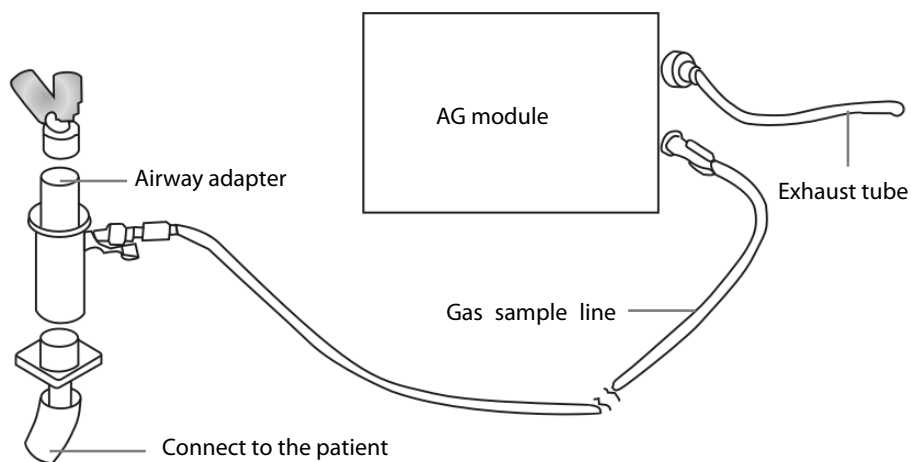 AG module
Airway adapter
Exhaust tube
Gas sample line
Connect to the patient